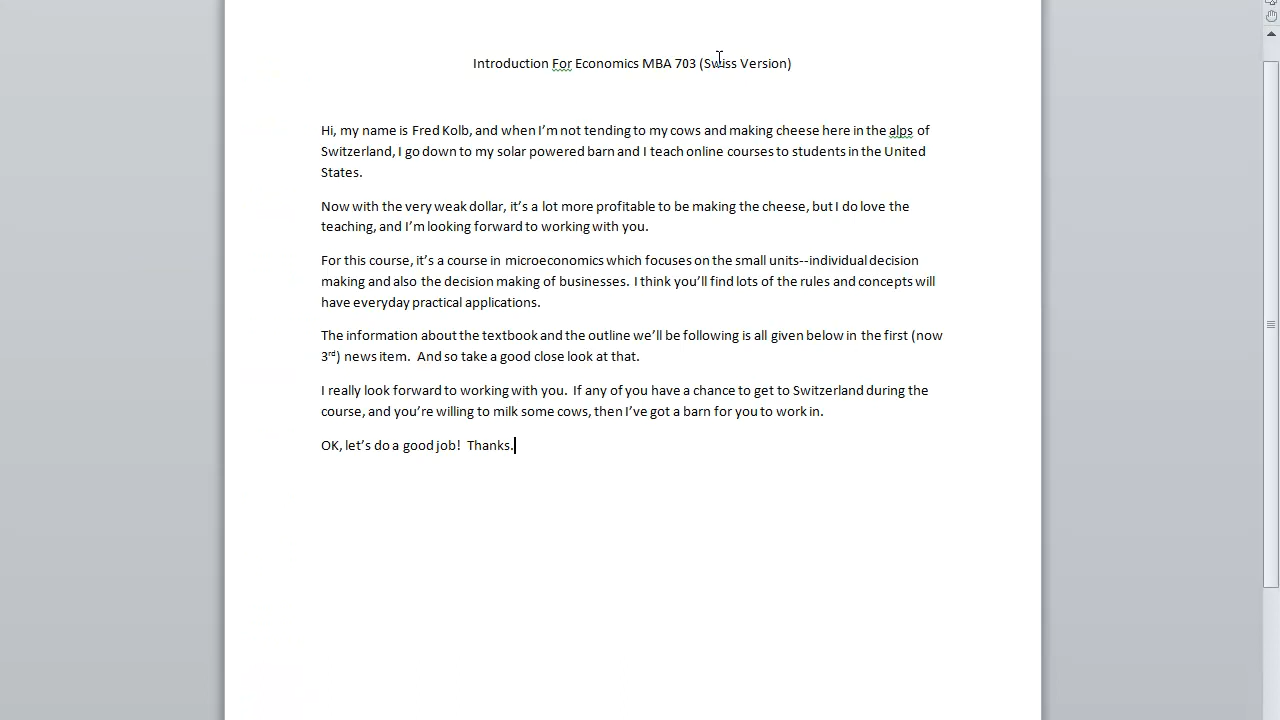 Introduction For Economics MBA 703 (Swiss Version)
Hi, my name is Fred Kolb, and when I’m not tending to my cows and making cheese here in the alps of
Switzerland, I go down to my solar powered barn and I teach online courses to students in the United
States.
Now with the very weak dollar, it’s a lot more profitable to be making the cheese, but I do love the
teaching, and I’m looking forward to working with you.
For this course, it’s a course in microeconomics which focuses on the small units--individual decision
making and also the decision making of businesses. I think you’ll find lots of the rules and concepts will
have everyday practical applications.
The information about the textbook and the outline we’ll be following is all given below in the first (now
3rd) news item. And so take a good close look at that.
I really look forward to working with you. If any of you have a chance to get to Switzerland during the
course, and you’re willing to milk some cows, then I’ve got a barn for you to work in.
OK, let’s do a good job! Thanks.